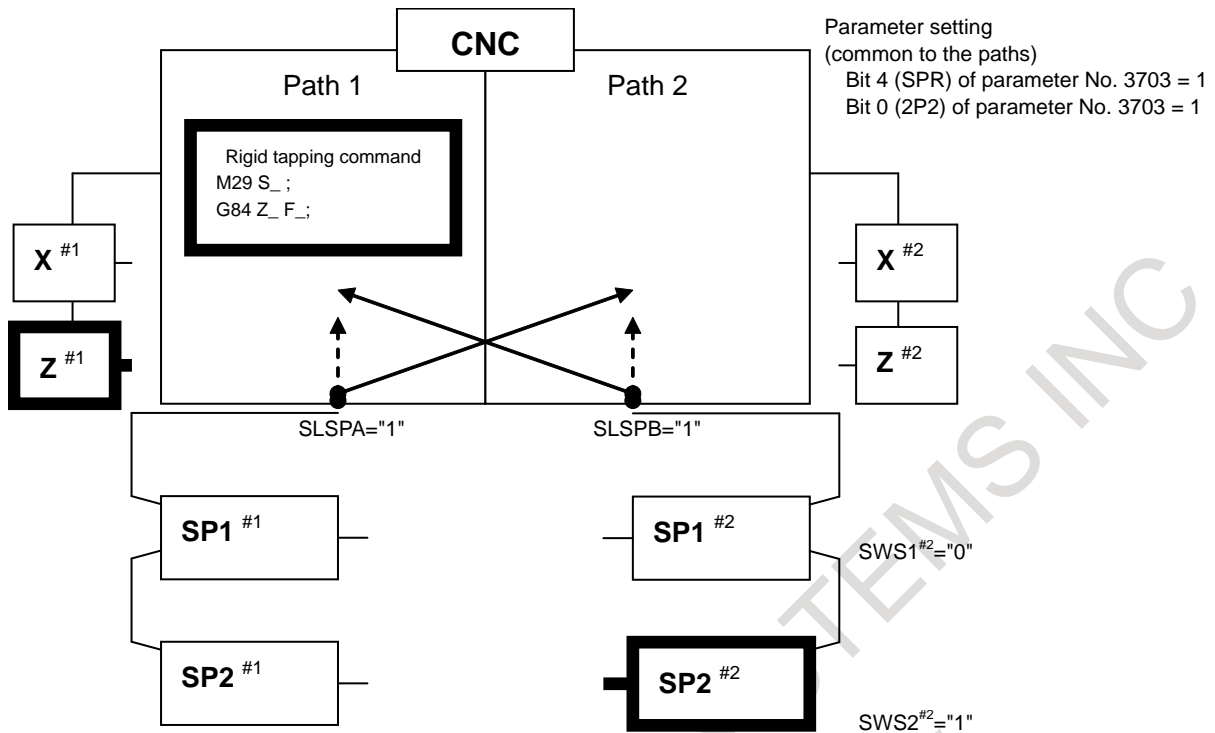 CNC
Parameter setting
(common to the paths)
Bit 4 (SPR) of parameter No. 3703 = 1
Bit 0 (2P2) of parameter No. 3703 = 1
Path 1
Path 2
Rigid tapping command
M29 S_ ;
G84 Z_ F_;
X #1
X #2
Z #1
Z #2
SLSPA="1"
SLSPB="1"
SP1 #1
SP1 #2
SWS1#2="0"
SP2 #1
SP2 #2
SWS2#2="1"
TEMS INC